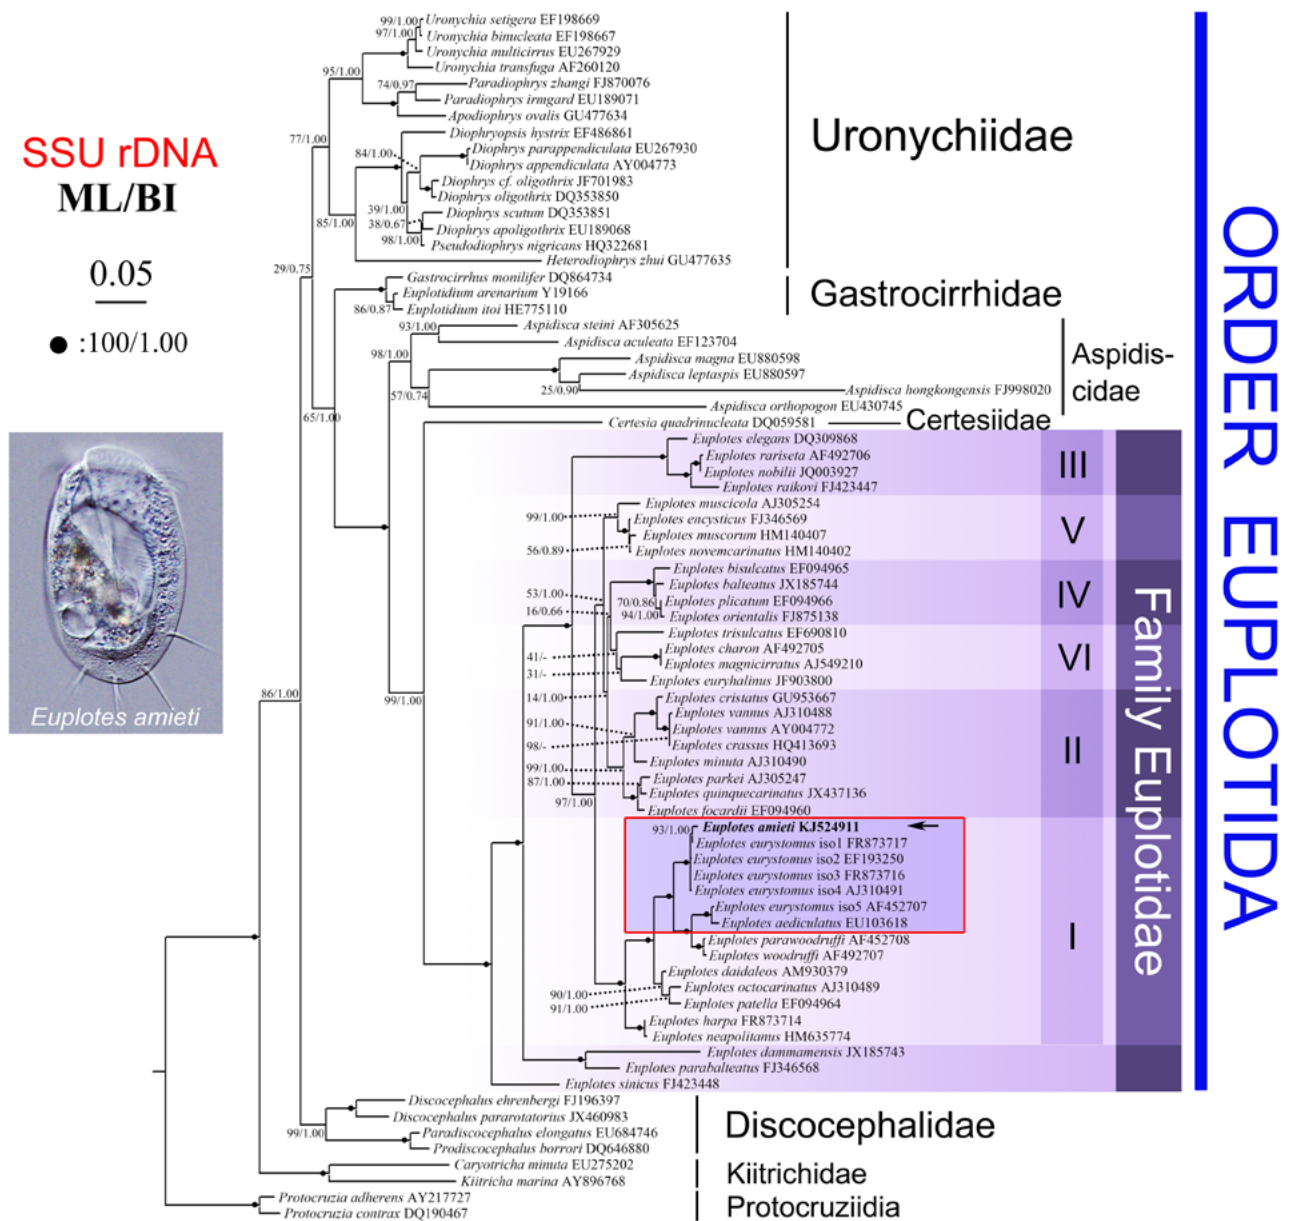 SSU rDNA
ML/BI
0.05
:100/1.00
Euplotes amieti
99/1.00
97/1.00
95/1.00
74/0.97
77/1.00
84/1.00
39/1.00
38/0.67
98/1.00
85/1.00
29/0.75
86/0.87
93/1.00
98/1.00
25/0.90
57/0.74
65/1.00
99/1.00
56/0.89
53/1.00
16/0.66
70/0.86
94/1.00
41/-
31/-
14/1.00
91/1.00
98/-
99/1.00
87/1.00
97/1.00
93/1.00
86/1.00
99/1.00
90/1.00
91/1.00
99/1.00
Uronychia setigera EF198669
Uronychia binucleata EF198667
Uronychia multicirrus EU267929
Uronychia transfuga AF260120
Paradiophrys zhangi FJ870076
Paradiophrys irmgard EU189071
Apodiophrys ovalis GU477634
Diophryopsis hystrix EF486861
Diophrys parappendiculata EU267930
Diophrys appendiculata AY004773
Diophrys cf. oligothrix JF701983
Diophrys oligothrix DQ353850
Diophrys scutum DQ353851
Diophrys apoligothrix EU189068
Pseudodiophrys nigricans HQ322681
Heterodiophrys zhui GU477635
Gastrocirrhus monilifer DQ864734
Euplotidium arenarium Y19166
Euplotidium itoi HE775110
Aspidisca steini AF305625
Aspidisca aculeata EF123704
Aspidisca magna EU880598
Aspidisca leptaspis EU880597
Aspidisca hongkongensis FJ998020
Aspidisca orthopogon EU430745
Certesia quadrinucleata DQ059581
Euplotes elegans DQ309868
Euplotes rariseta AF492706
Euplotes nobilii JQ003927
Euplotes raikovi FJ423447
Euplotes muscicola AJ305254
Euplotes encysticus FJ346569
Euplotes muscorum HM140407
Euplotes novemcarinatus HM140402
Euplotes bisulcatus EF094965
Euplotes balteatus JX185744
Euplotes plicatum EF094966
Euplotes orientalis FJ875138
Euplotes trisulcatus EF690810
Euplotes charon AF492705
Euplotes magnicirratus AJ549210
Euplotes euryhalimus JF903800
Euplotes cristatus GU953667
Euplotes vannus AJ310488
Euplotes vannus AY004772
Euplotes crassus HQ413693
Euplotes minuta AJ310490
Euplotes parkei AJ305247
Euplotes quinquecarinatus JX437136
Euplotes focardii EF094960
Euplotes amieti KJ524911
Euplotes eurystomus iso1 FR873717
Euplotes eurystomus iso2 EF193250
Euplotes eurystomus iso3 FR873716
Euplotes eurystomus iso4 AJ310491
Euplotes eurystomus iso5 AF452707
Euplotes aediculatus EU103618
Euplotes parawoodruffi AF452708
Euplotes woodruffi AF492707
Euplotes daidaleos AM930379
Euplotes octocarinatus AJ310489
Euplotes patella EF094964
Euplotes harpa FR873714
Euplotes neapolitanus HM635774
Euplotes dammamensis JX185743
Euplotes parabalteatus FJ346568
Euplotes sinicus FJ423448
Discocephalus ehrenbergi FJ196397
Discocephalus pararotatorius JX460983
Paradiscocephalus elongatus EU684746
Prodiscocephalus borrori DQ646880
Caryotricha minuta EU275202
Kiitricha marina AY896768
Protocruzia adherens AY217727
Protocruzia contrax DQ190467
Uronychiidae
Gastrocirrhidae
Aspidis-
cidae
Certesiidae
III
V
IV
VI
II
I
Family Euplotidae
Discocephalidae
Kiitrichidae
Protocruziidia
ORDER EUPLOTIDA